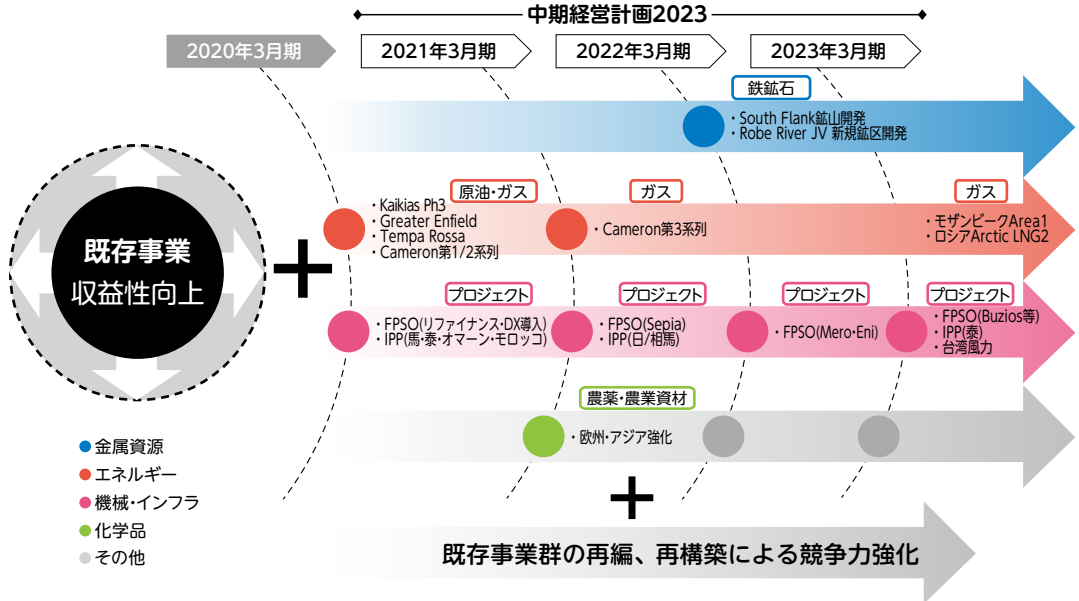 中期経営計画2023
2020年3月期
2021年3月期
2022年3月期
2023年3月期
鉄鉱石
・South Flank鉱山開発
・Robe River JV 新規鉱区開発
既存事業
収益性向上
+
原油・ガス
・Kaikias Ph3
・Greater Enfield
・Tempa Rossa
・Cameron第1/2系列
ガス
・Cameron第3系列
ガス
・モザンビークArea1
・ロシアArctic LNG2
プロジェクト
・FPSO(リファイナンス・DX導入)
・IPP(馬・泰・オマーン・モロッコ)
プロジェクト
・FPSO(Sepia)
・IPP(日/相馬)
プロジェクト
・FPSO(Mero・Eni)
プロジェクト
・FPSO(Buzios等)
・IPP(泰)
・台湾風力
農薬・農業資材
・欧州・アジア強化
金属資源
エネルギー
機械・インフラ
化学品
その他
+
既存事業群の再編、再構築による競争力強化